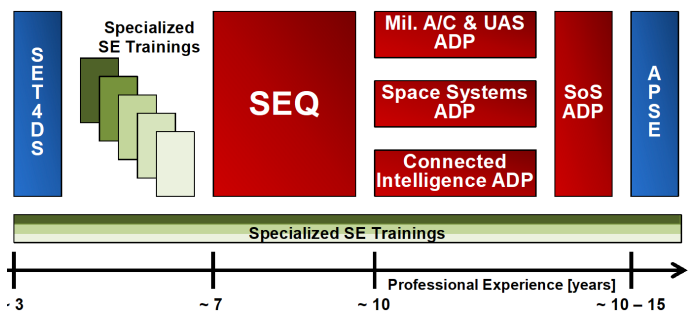 SET4DS
Specialized
SE Trainings
SEQ
Mil. A/C & UAS
ADP
Space Systems
ADP
Connected
Intelligence ADP
SoS
ADP
APSE
Specialized SE Trainings
Professional Experience [years]
~ 3
~ 7
~ 10
~ 10 – 15